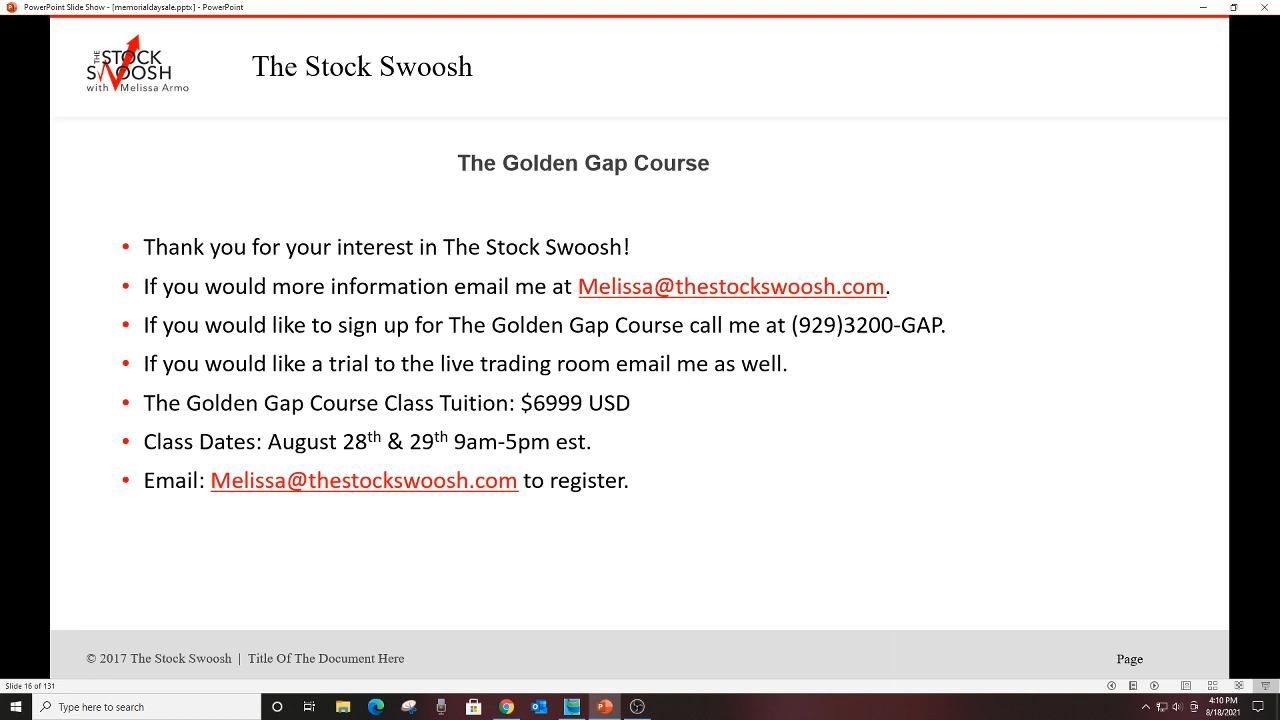 PowerPoint Slide Show - [memorialdaysale.pptx] - PowerPoint
THE
STOCK
SWOOSH
with Melissa Armo
The Stock Swoosh
The Golden Gap Course
• Thank you for your interest in The Stock Swoosh!
• If you would more information email me at Melissa@thestockswoosh.com.
• If you would like to sign up for The Golden Gap Course call me at (929)3200-GAP.
• If you would like a trial to the live trading room email me as well.
• The Golden Gap Course Class Tuition: $6999 USD
• Class Dates: August 28th & 29th 9am-5pm est.
• Email: Melissa@thestockswoosh.com to register.
© 2017 The Stock Swoosh | Title Of The Document Here
Page
Slide 16 of 131
Type here to search
4:10 PM
8/18/2021